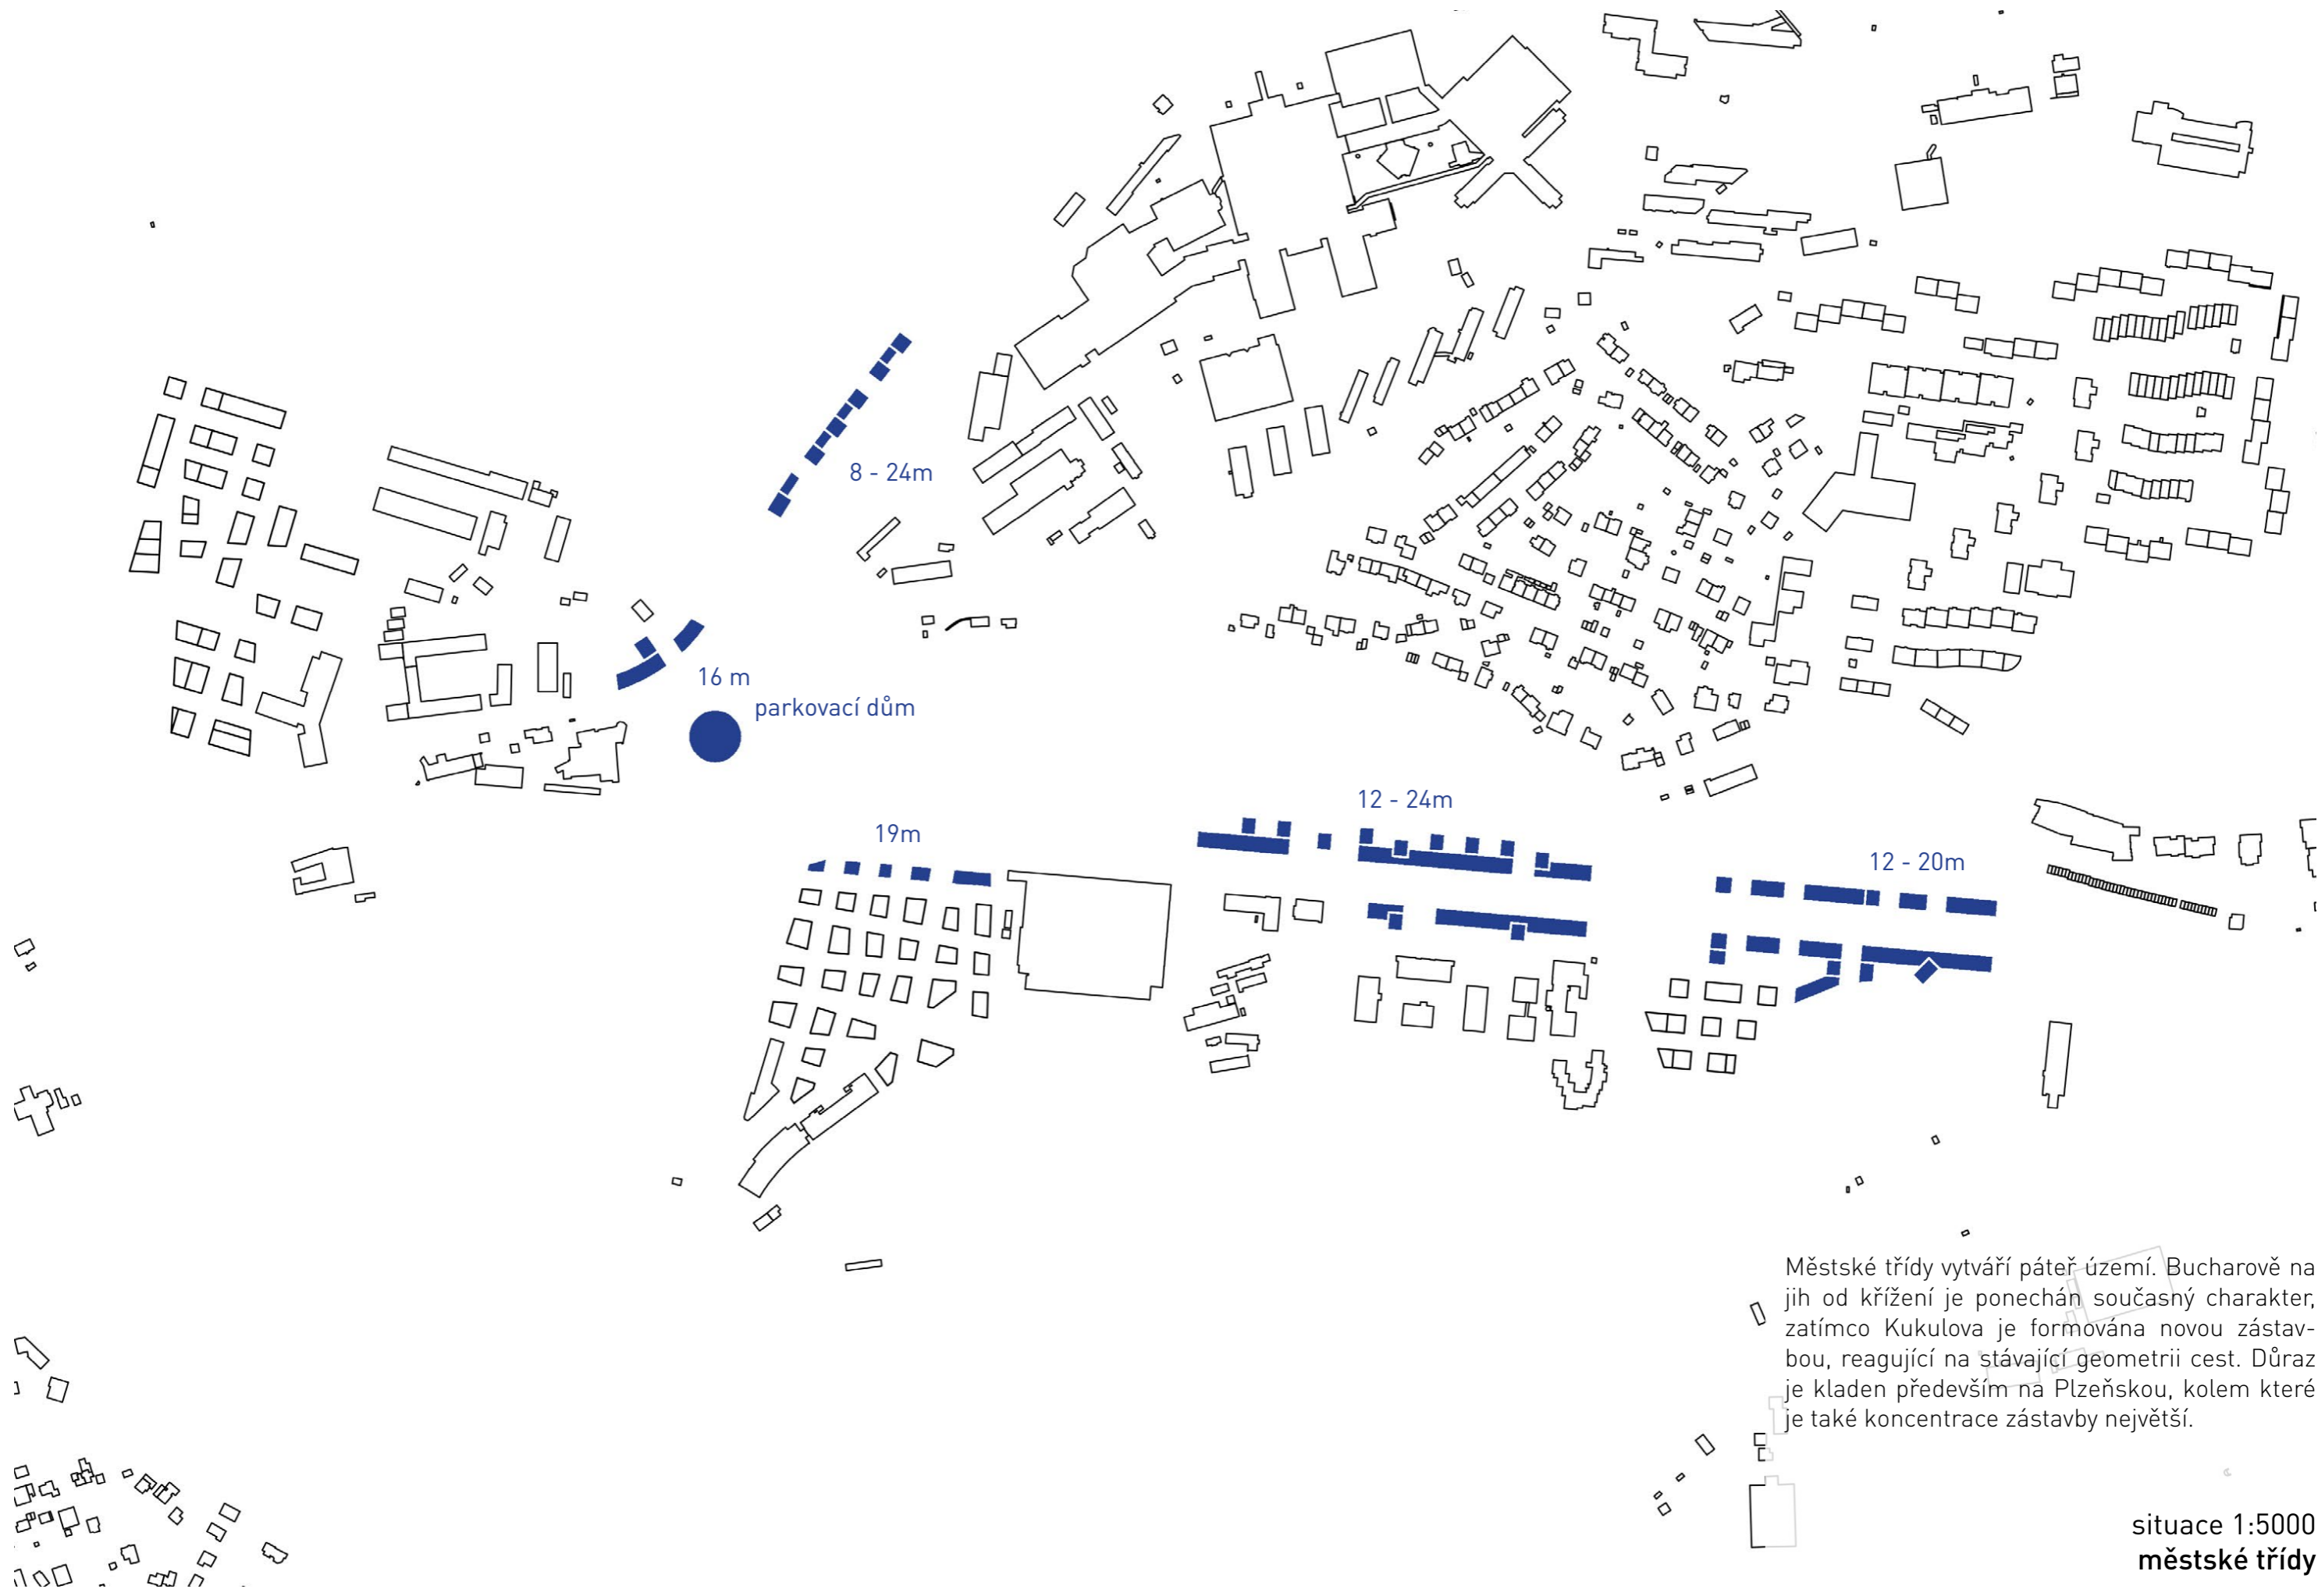 8 - 24m
16 m
parkovací dům
12 - 24m
19m
12 - 20m
Městské třídy vytváří páteř území. Bucharově na
jih od křížení je ponechán současný charakter,
zatímco Kukulova je formována novou zástav-
bou, reagující na stávající geometrii cest. Důraz
je kladen především na Plzeňskou, kolem které
je také koncentrace zástavby největší.
situace 1:5000
městské třídy